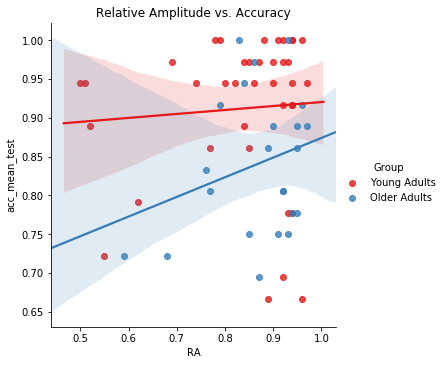 Relative Amplitude vs. Accuracy
1.00
0.95
0.90
0.85
0.80
0.75
0.70
0.65
acc_mean_test
0.5 0.6 0.7 0.8 0.9 1.0
RA
Group
Young Adults
Older Adults